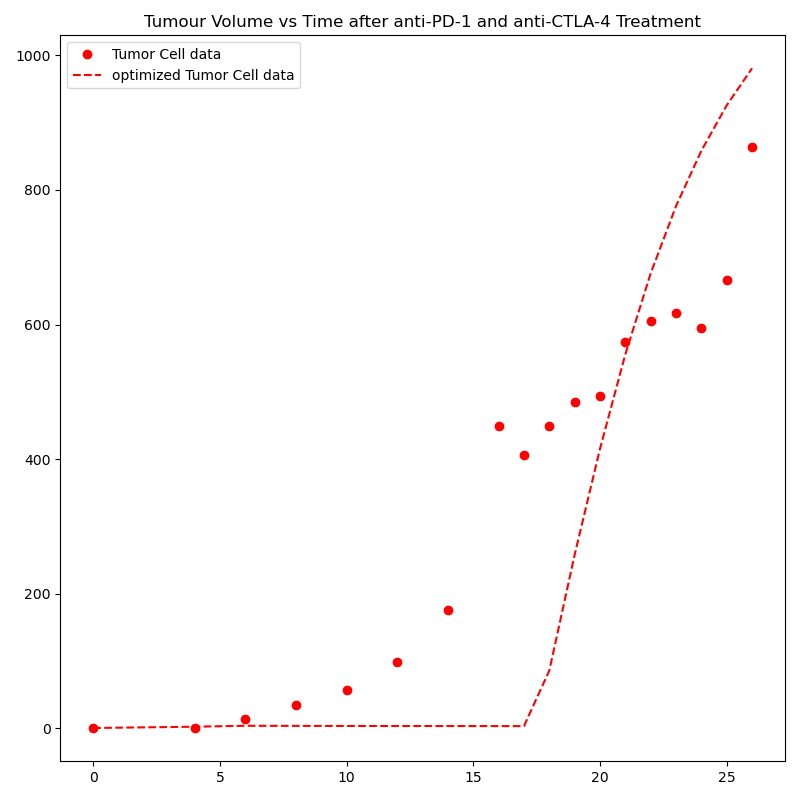 Tumour Volume vs Time after anti-PD-1 and anti-CTLA-4 Treatment
Tumor Cell data
optimized Tumor Cell data
1000
800
600
400
200
0
0 5 10 15 20 25